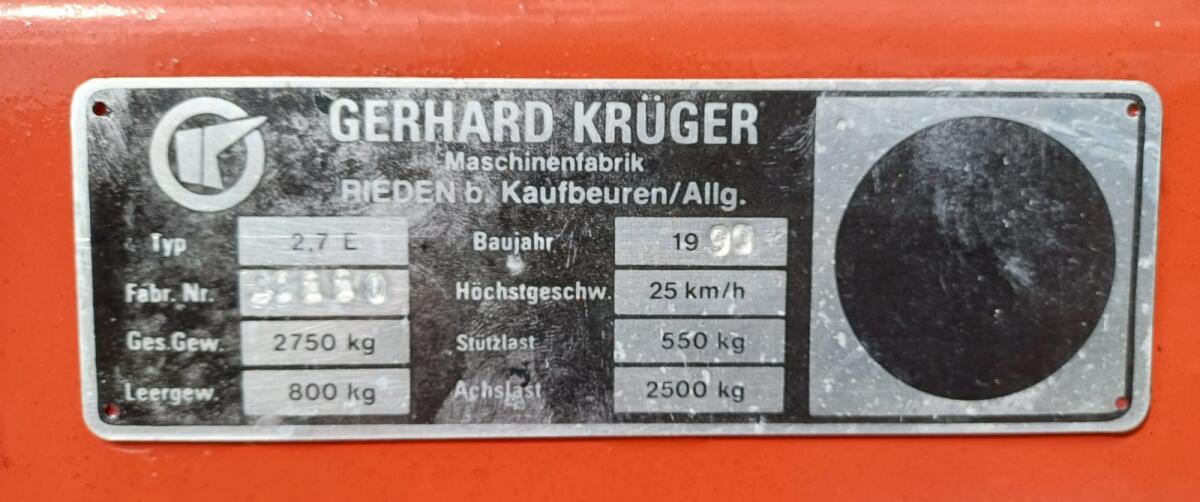 GERHARD KRÜGER
Maschinenfabrik
RIEDEN b. Kaufbeuren/Allg.
Typ 2,7 E Baujahr 19 90
Fabr. Nr. Höchstgeschw. 25 km/h
Ges.Gew. 2750 kg Stützlast 550 kg
Leergew. 800 kg Achslast 2500 kg